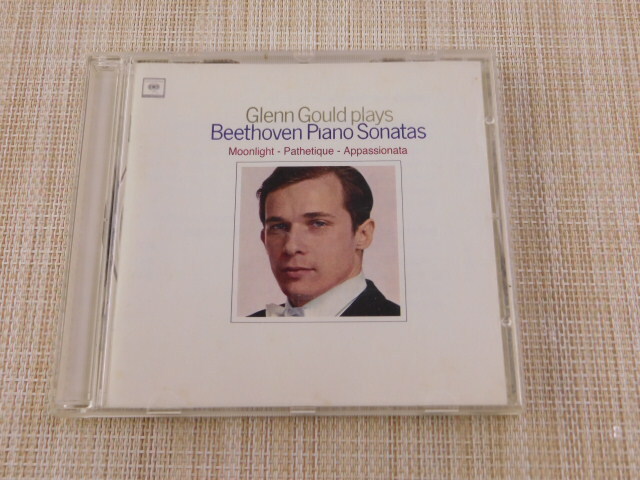 Glenn Gould plays
Beethoven Piano Sonatas
Moonlight - Pathetique - Appassionata